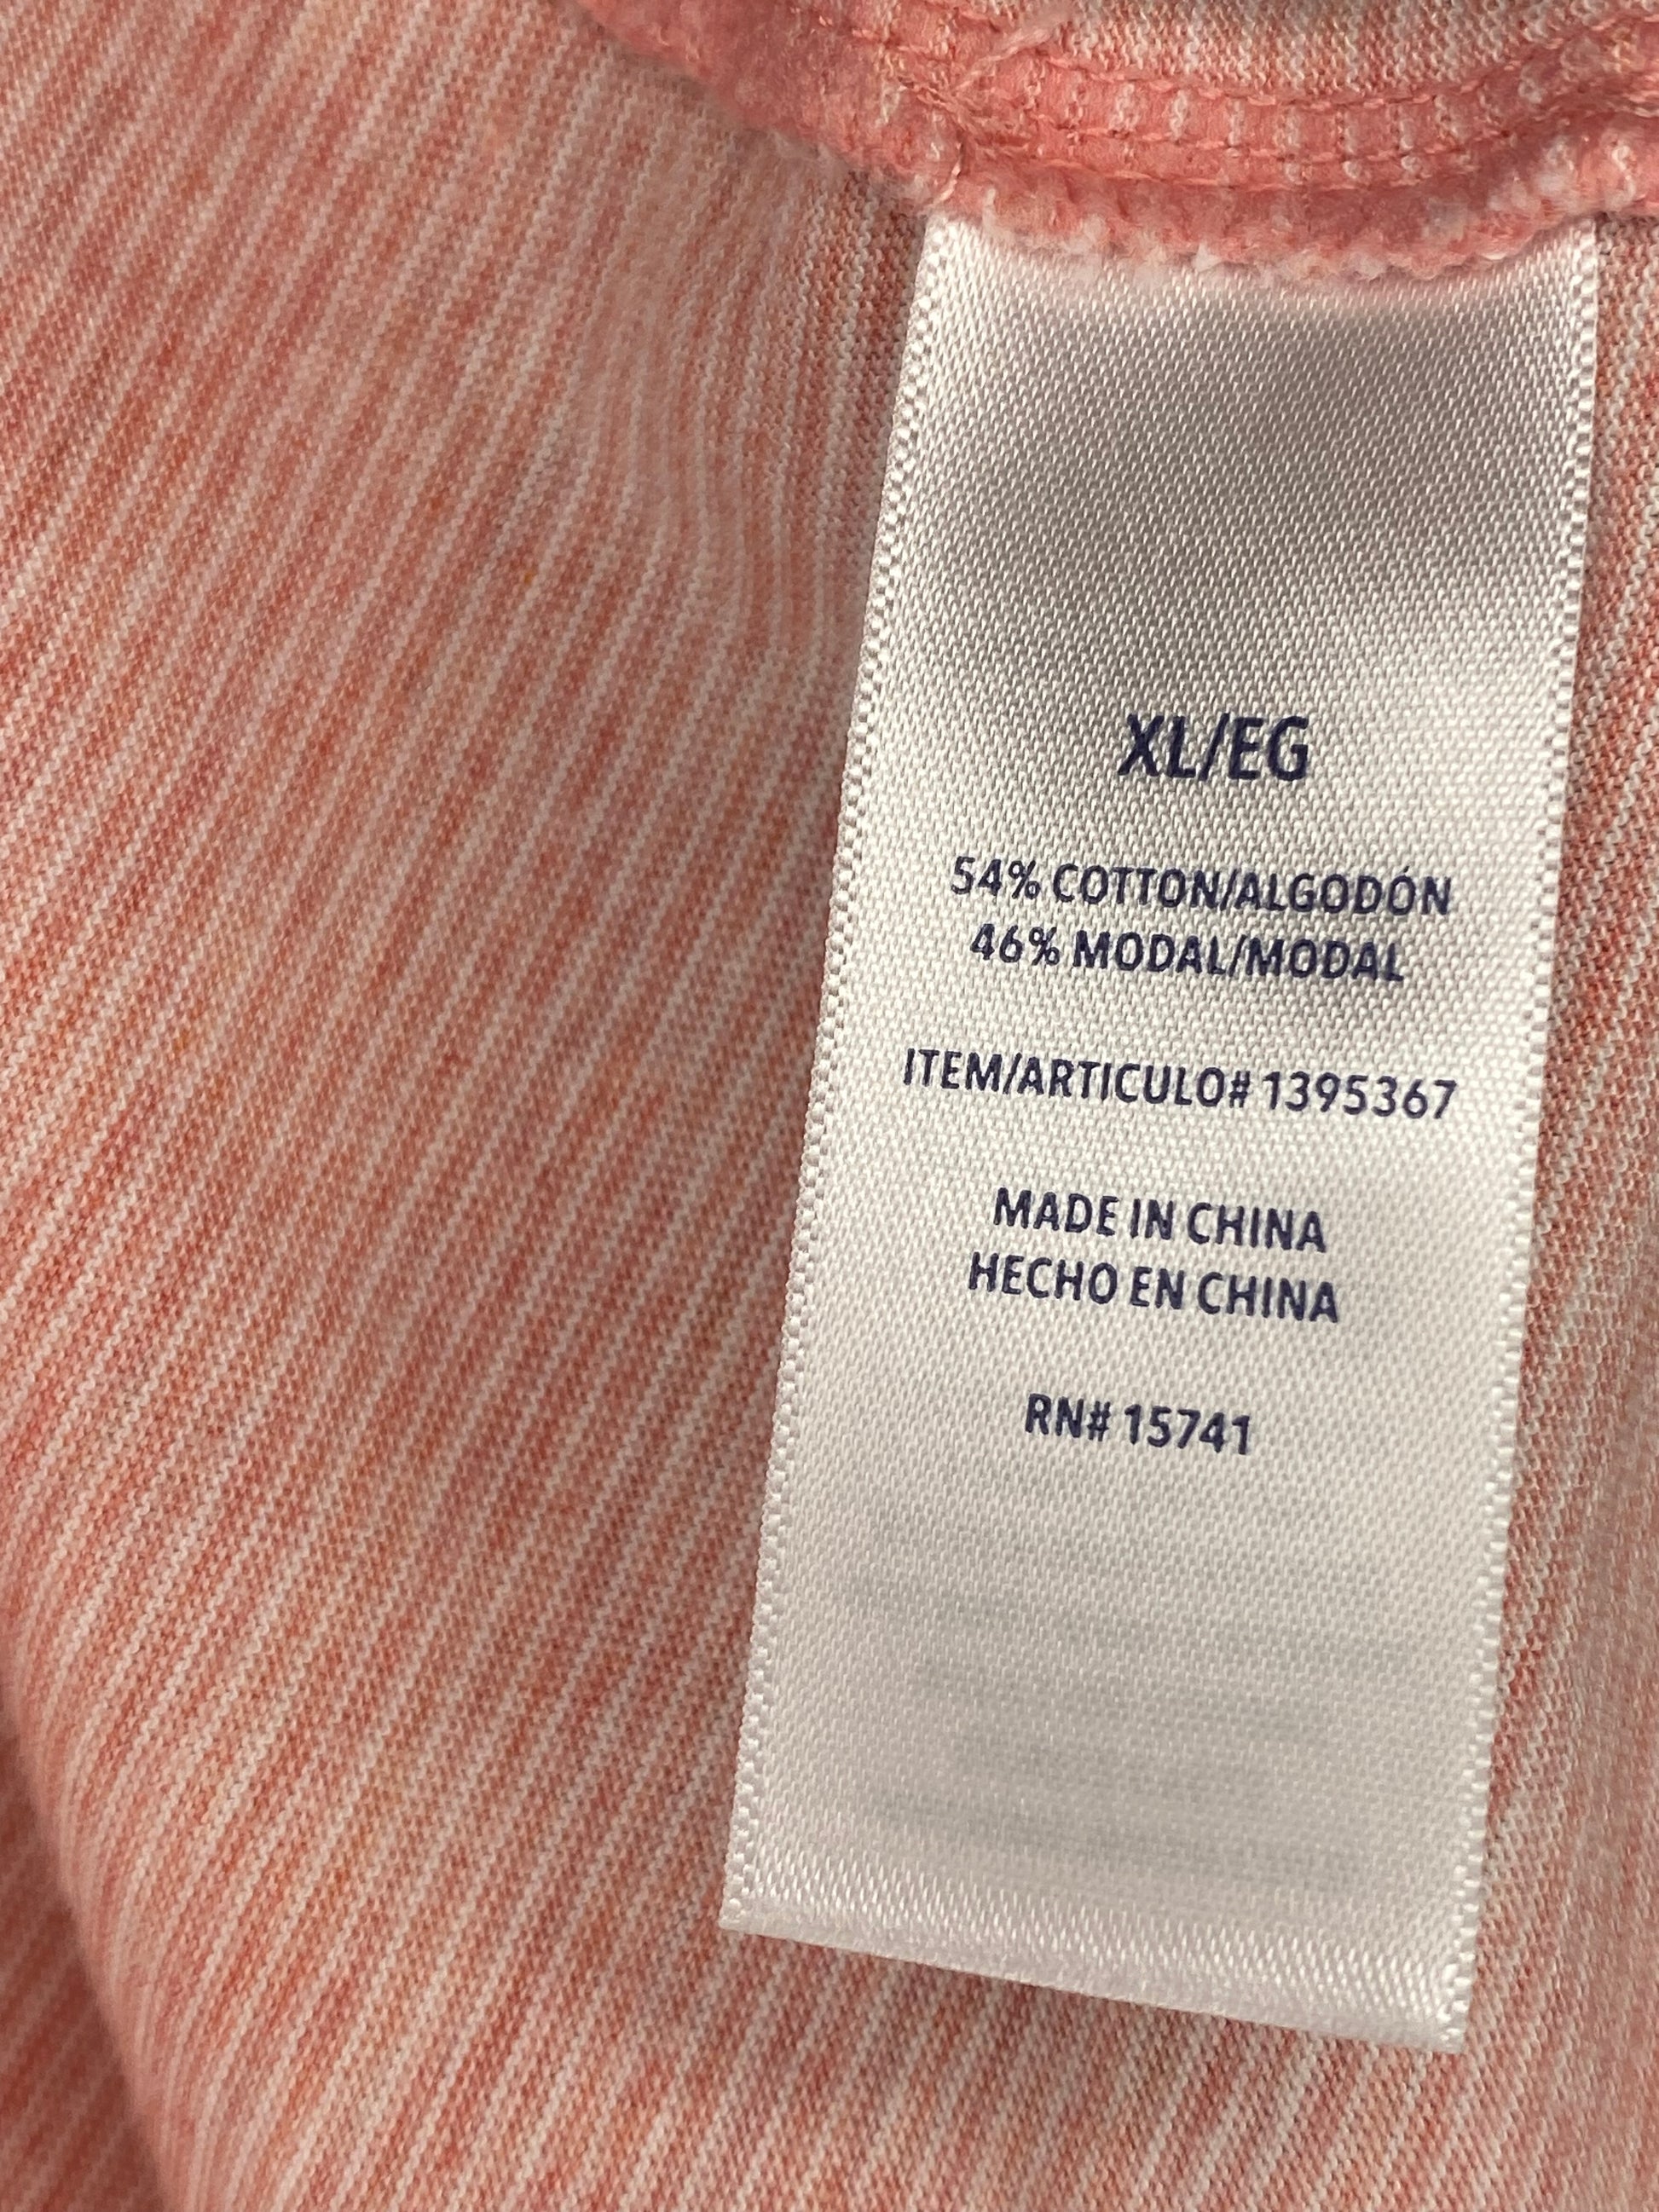 XL/EG
54% COTTON/ALGODÓN
46% MODAL/MODAL
ITEM/ARTICULO# 1395367
MADE IN CHINA
HECHO EN CHINA
RN# 15741